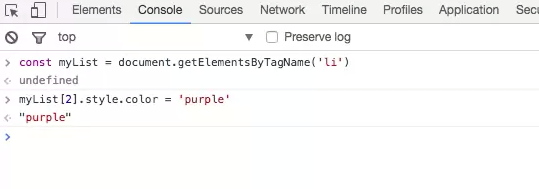 Elements Console Sources Network Timeline Profiles Application Secu
top Preserve log
const myList = document.getElementsByTagName('li')
undefined
myList[2].style.color = 'purple'
"purple"